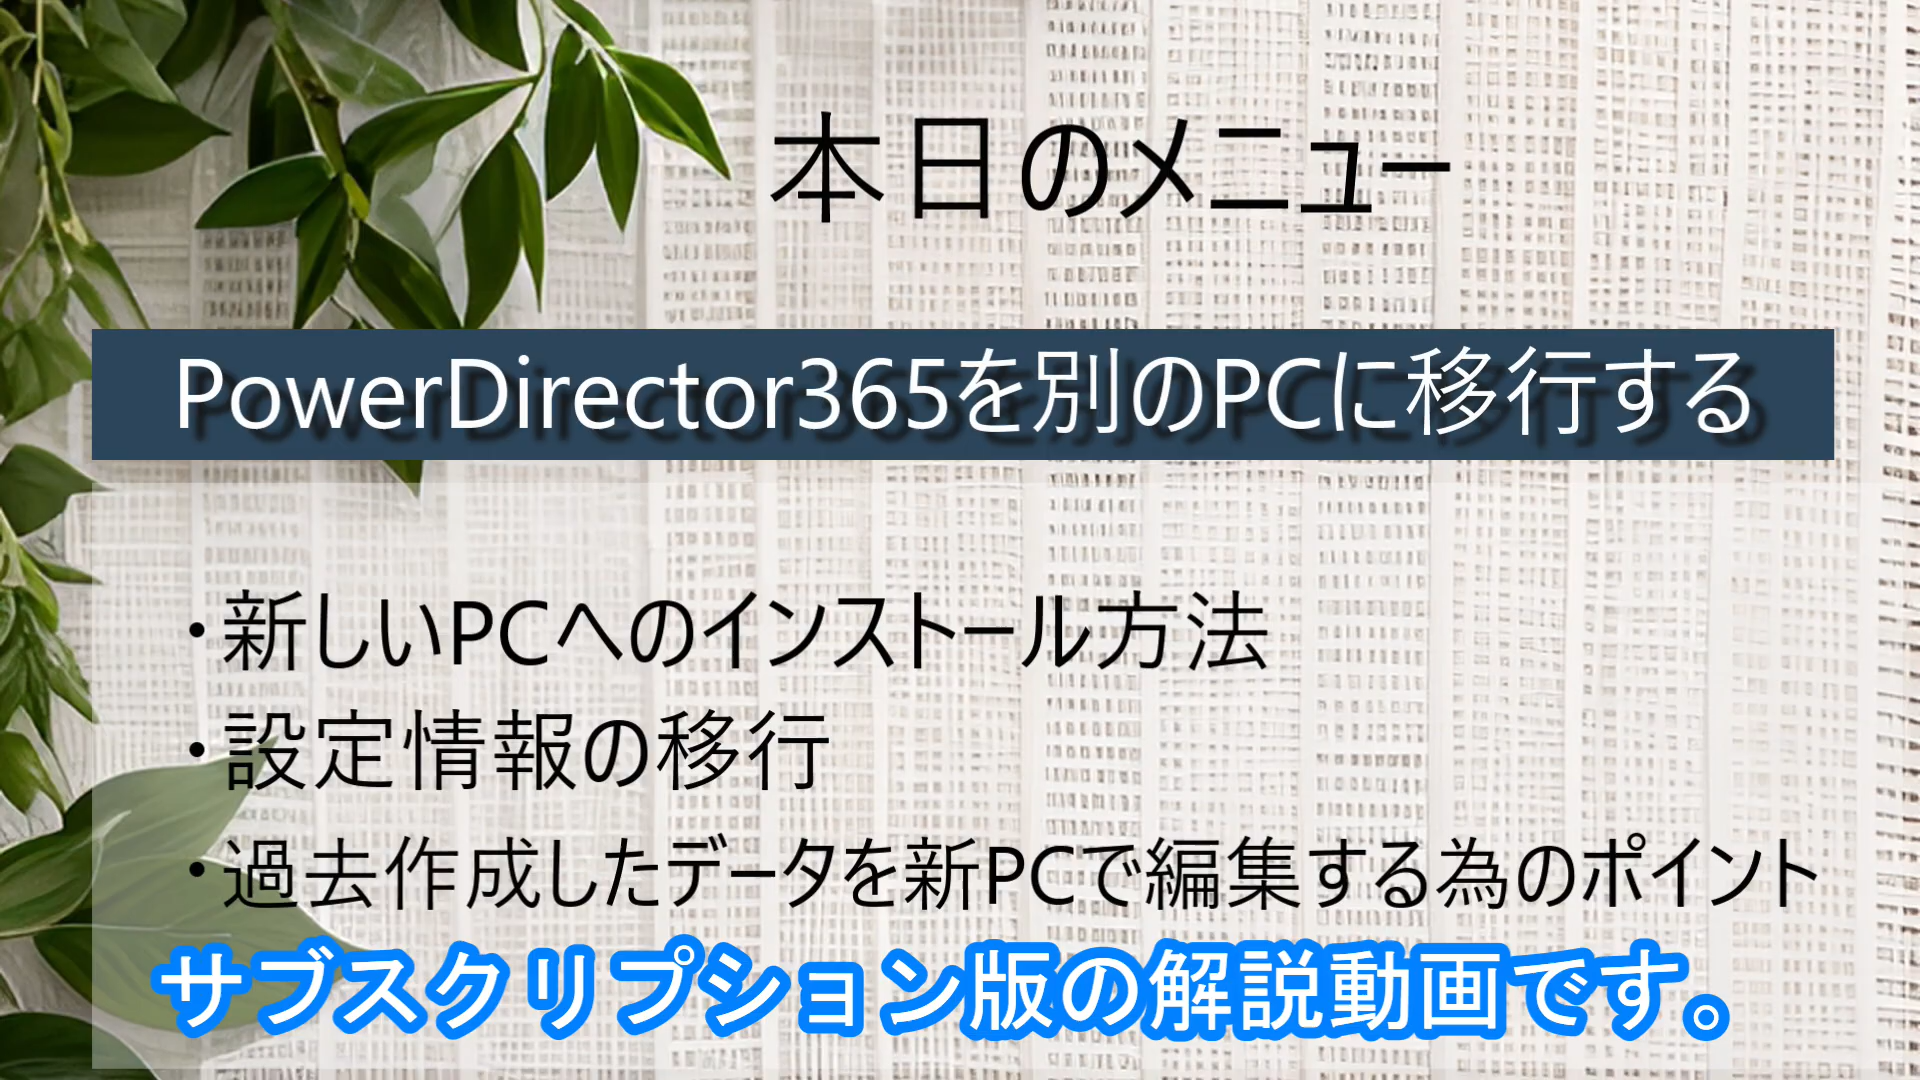 本日のメニュー
PowerDirector365を別のPCに移行する
・新しいPCへのインストール方法
・設定情報の移行
・過去作成したデータを新PCで編集する為のポイント
サブスクリプション版の解説動画です。